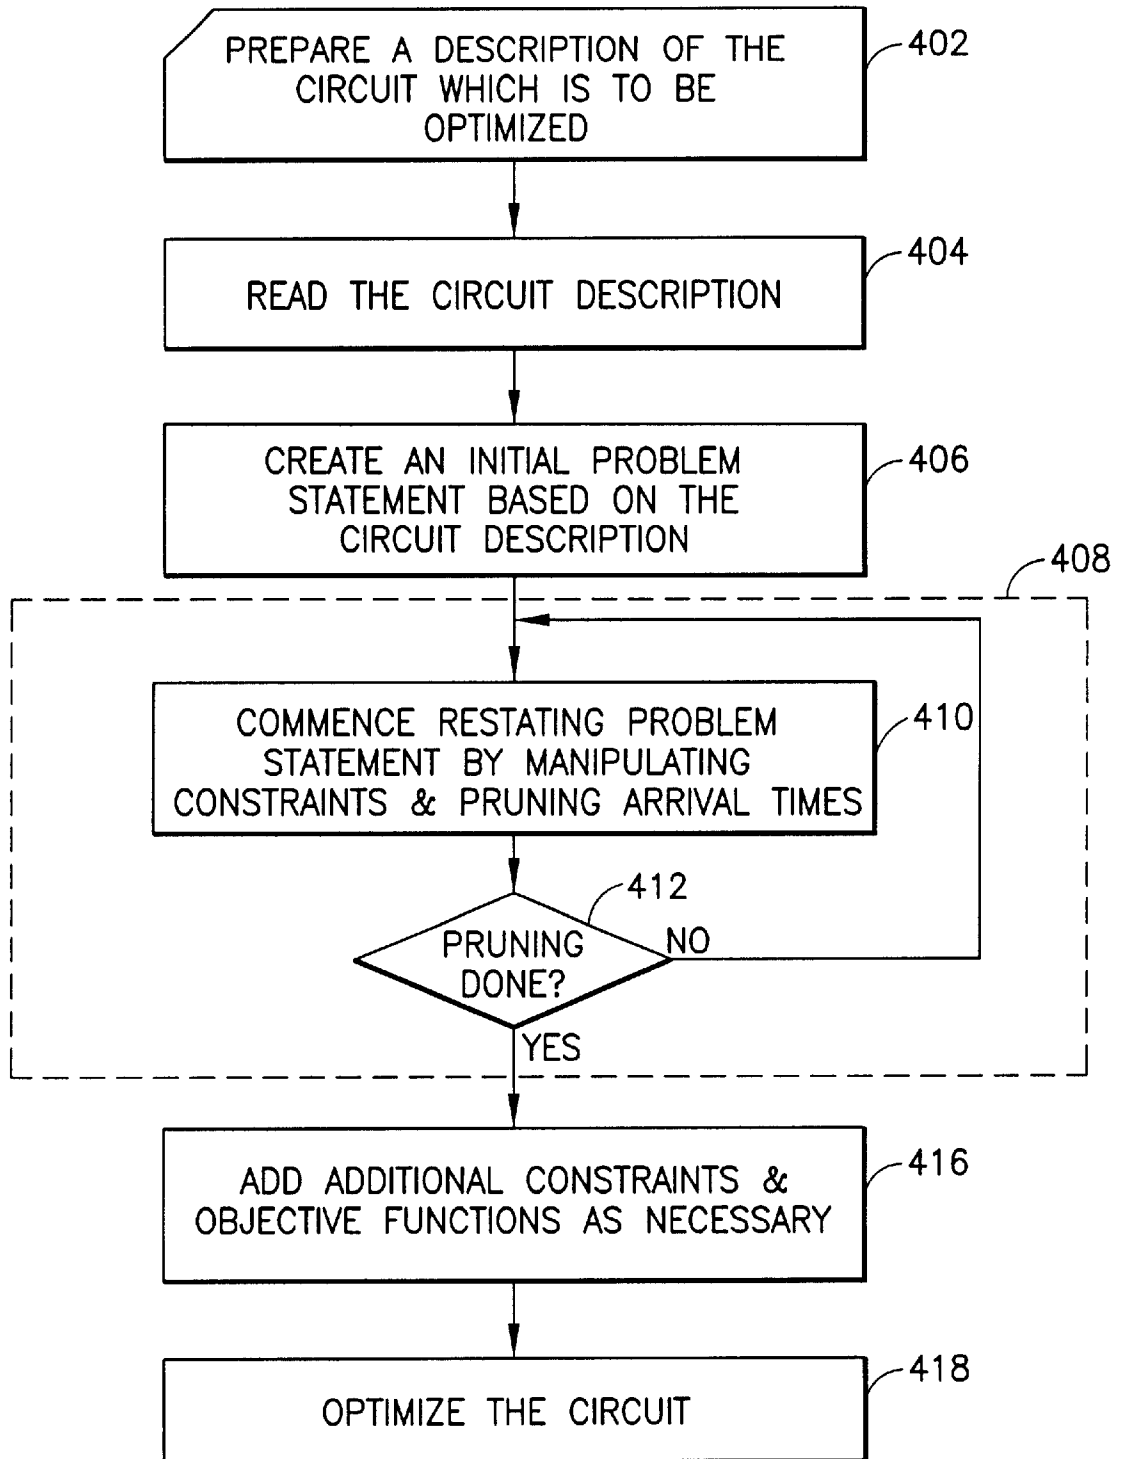 PREPARE A DESCRIPTION OF THE
CIRCUIT WHICH IS TO BE
OPTIMIZED
402
READ THE CIRCUIT DESCRIPTION
404
CREATE AN INITIAL PROBLEM
STATEMENT BASED ON THE
CIRCUIT DESCRIPTION
406
408
COMMENCE RESTATING PROBLEM
STATEMENT BY MANIPULATING
CONSTRAINTS & PRUNING ARRIVAL TIMES
410
412
PRUNING
DONE?
NO
YES
ADD ADDITIONAL CONSTRAINTS &
OBJECTIVE FUNCTIONS AS NECESSARY
416
OPTIMIZE THE CIRCUIT
418